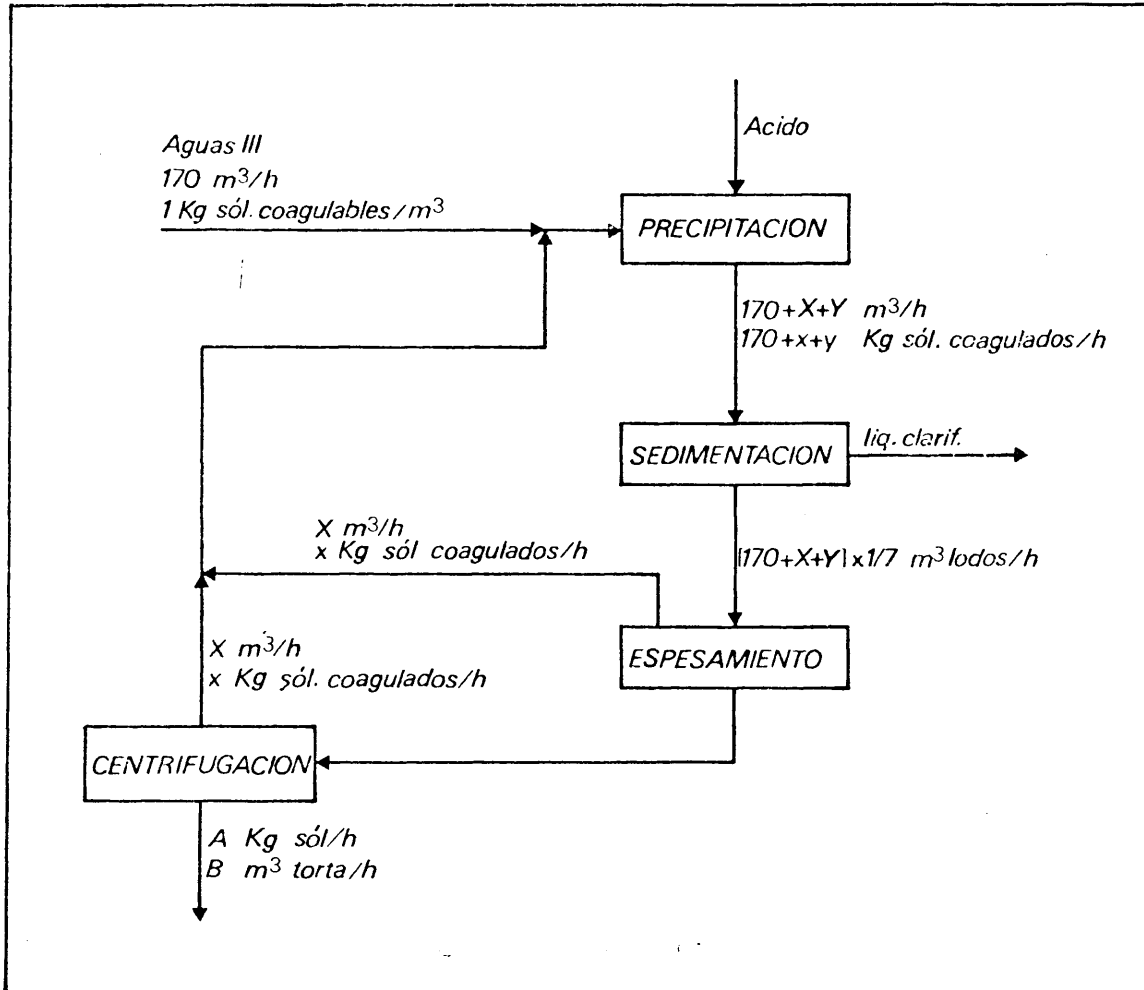 Acido
Aguas III
170 m³/h
1 Kg sól. coagulables/m³
PRECIPITACION
170+X+Y m³/h
170+x+y Kg sól. coagulados/h
SEDIMENTACION
liq. clarif.
X m³/h
x Kg sól coagulados/h
[170+X+Y] x 1/7 m³ lodos/h
ESPESAMIENTO
X m³/h
x Kg sól. coagulados/h
CENTRIFUGACION
A Kg sól/h
B m³ torta/h